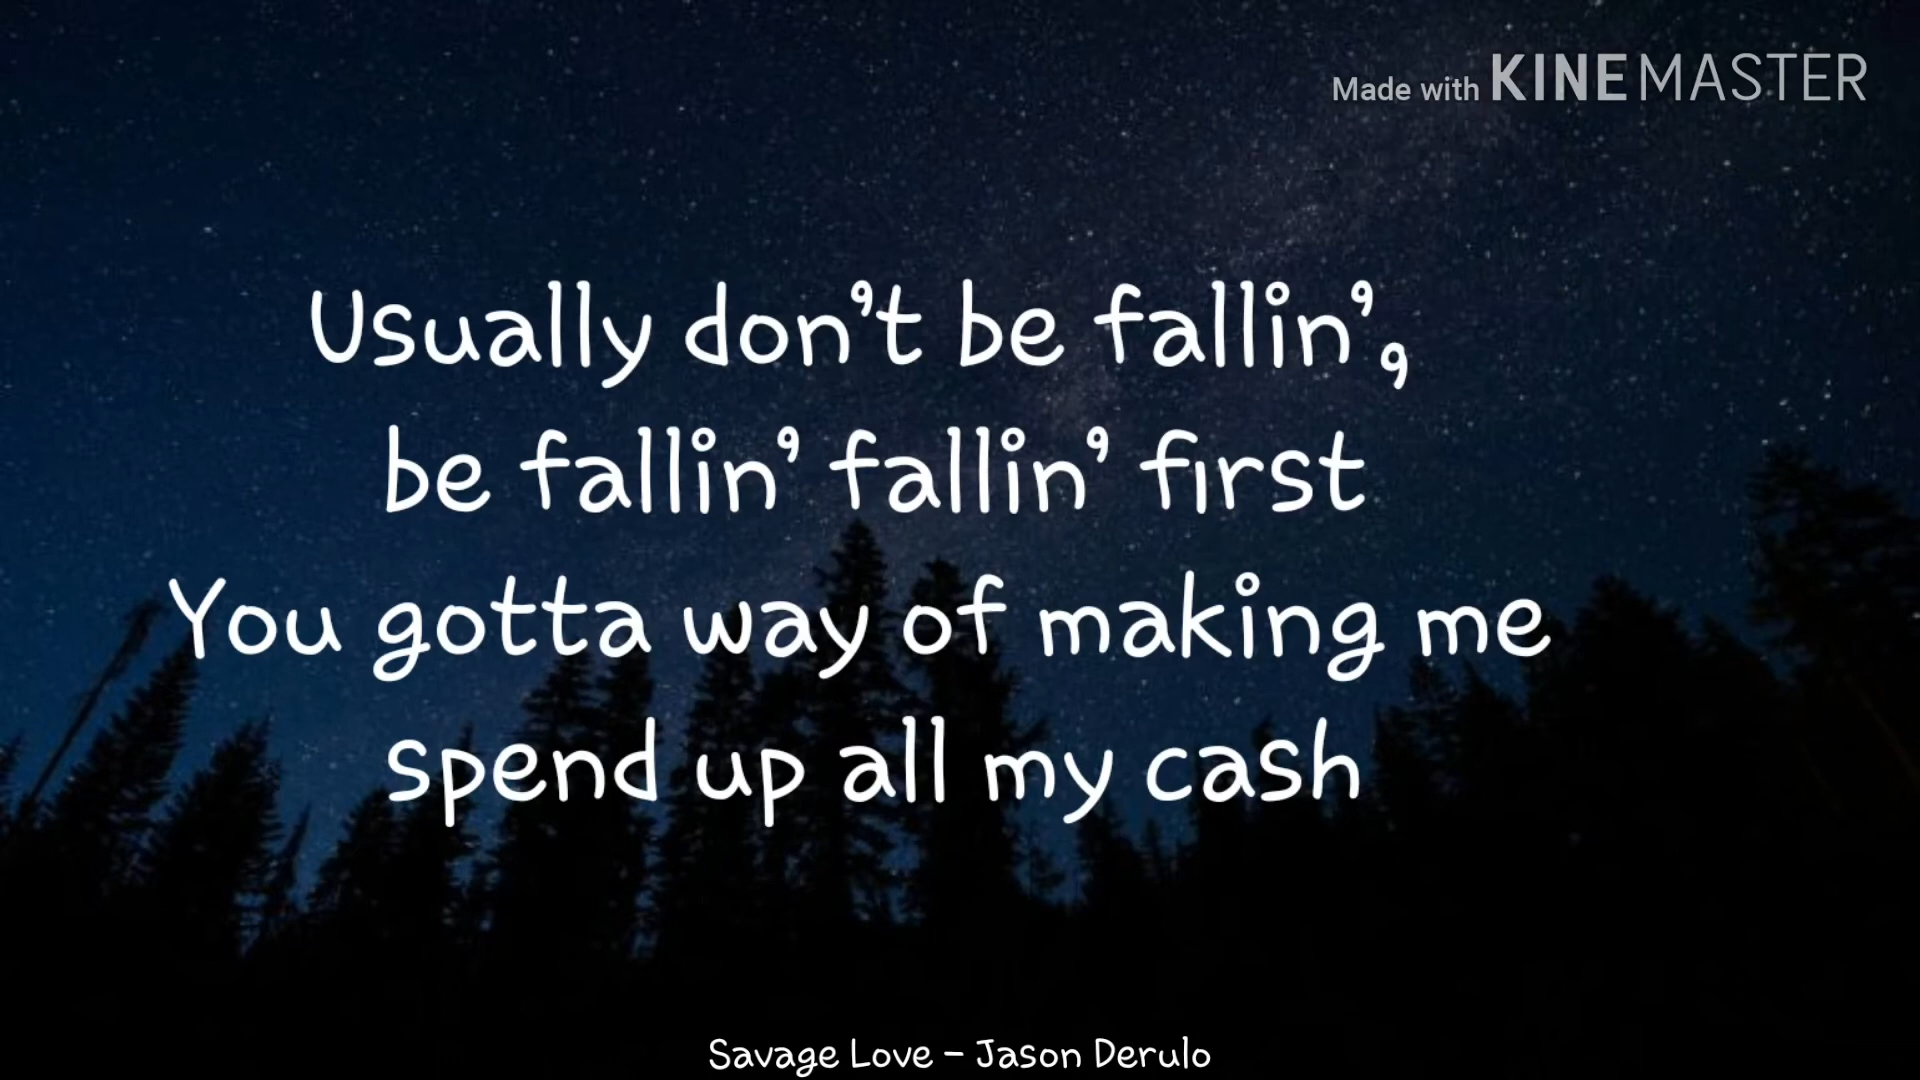 Made with KINEMASTER
Usually don't be fallin',
be fallin' fallin' first
You gotta way of making me
spend up all my cash
Savage Love – Jason Derulo